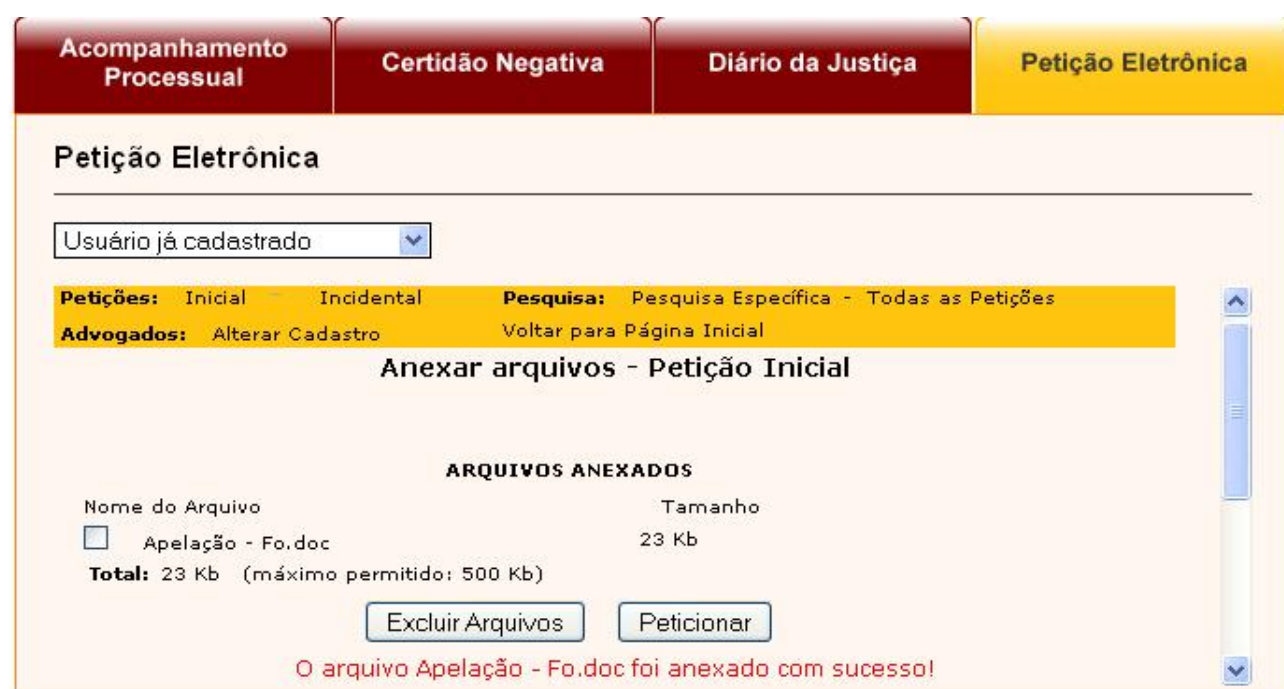 Acompanhamento
Processual
Certidão Negativa
Diário da Justiça
Petição Eletrônica
Petição Eletrônica
Usuário já cadastrado
Petições: Inicial - Incidental Pesquisa: Pesquisa Específica - Todas as Petições
Advogados: Alterar Cadastro Voltar para Página Inicial
Anexar arquivos - Petição Inicial
ARQUIVOS ANEXADOS
Nome do Arquivo Tamanho
Apelação - Fo.doc 23 Kb
Total: 23 Kb (máximo permitido: 500 Kb)
Excluir Arquivos Peticionar
O arquivo Apelação - Fo.doc foi anexado com sucesso!